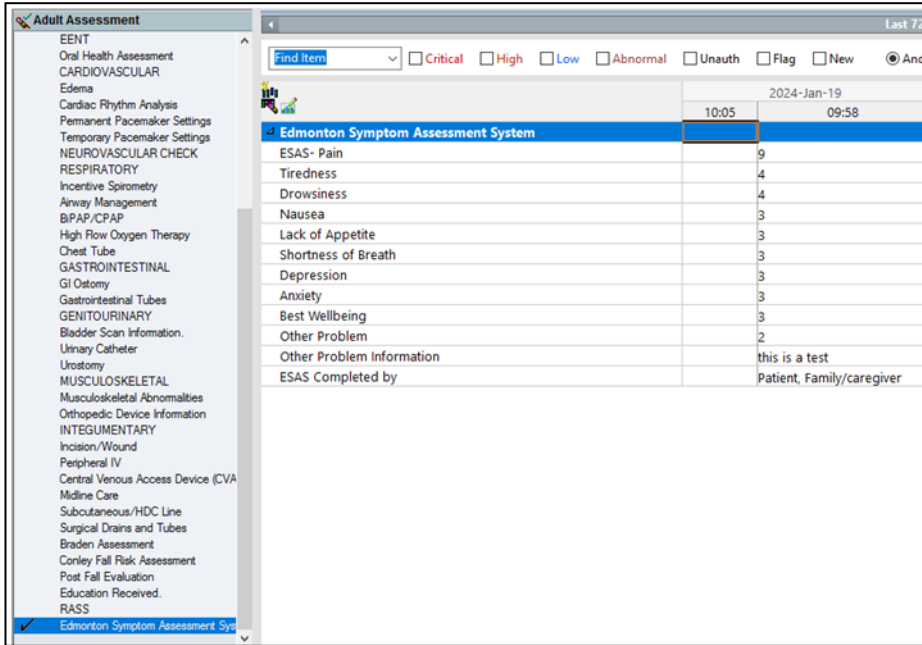 Adult Assessment
EENT
Oral Health Assessment
CARDIOVASCULAR
Edema
Cardiac Rhythm Analysis
Permanent Pacemaker Settings
Temporary Pacemaker Settings
NEUROVASCULAR CHECK
RESPIRATORY
Incentive Spirometry
Airway Management
BiPAP/CPAP
High Flow Oxygen Therapy
Chest Tube
GASTROINTESTINAL
GI Ostomy
Gastrointestinal Tubes
GENITOURINARY
Bladder Scan Information.
Urinary Catheter
Urostomy
MUSCULOSKELETAL
Musculoskeletal Abnormalities
Orthopedic Device Information
INTEGUMENTARY
Incision/Wound
Peripheral IV
Central Venous Access Device (CVA
Midline Care
Subcutaneous/HDC Line
Surgical Drains and Tubes
Braden Assessment
Conley Fall Risk Assessment
Post Fall Evaluation
Education Received.
RASS
Edmonton Symptom Assessment Sys
Last 72
Find Item Critical High Low Abnormal Unauth Flag New And
2024-Jan-19
10:05 09:58
Edmonton Symptom Assessment System
ESAS- Pain 9
Tiredness 4
Drowsiness 4
Nausea 3
Lack of Appetite 3
Shortness of Breath 3
Depression 3
Anxiety 3
Best Wellbeing 3
Other Problem 2
Other Problem Information this is a test
ESAS Completed by Patient, Family/caregiver